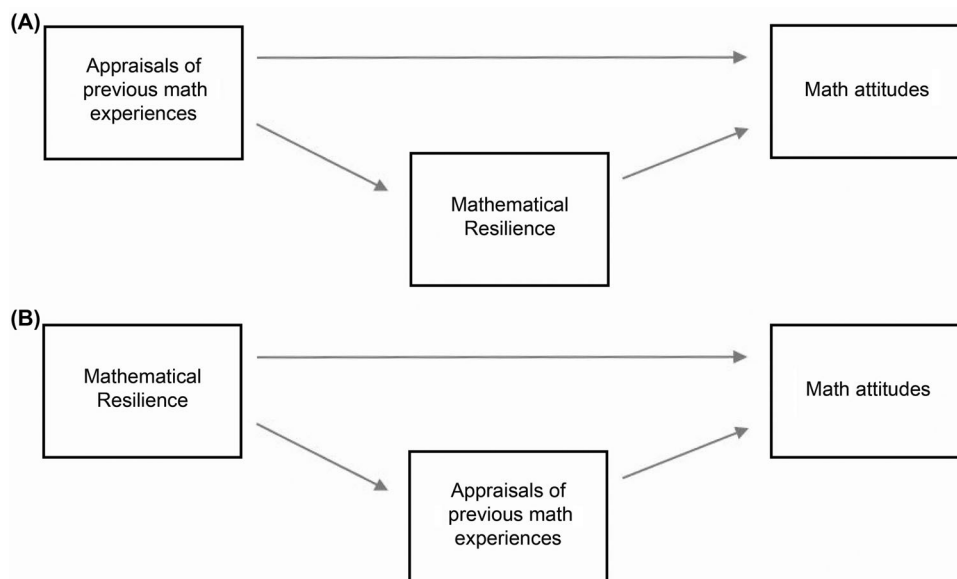 (A)
Appraisals of
previous math
experiences
Math attitudes
Mathematical
Resilience
(B)
Mathematical
Resilience
Math attitudes
Appraisals of
previous math
experiences